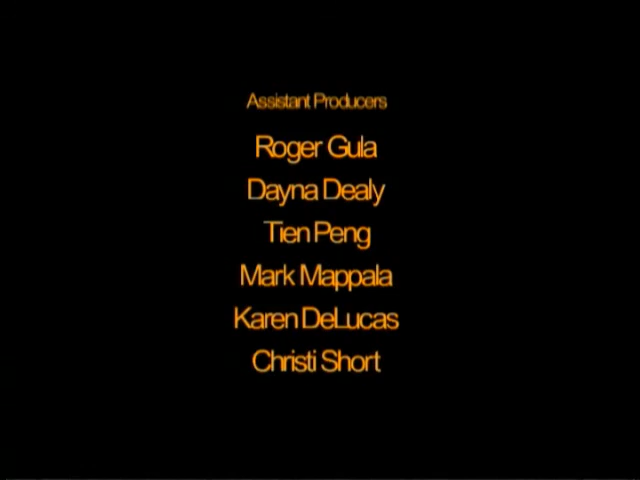 Assistant Producers
Roger Gula
Dayna Dealy
Tien Peng
Mark Mappala
Karen DeLucas
Christi Short